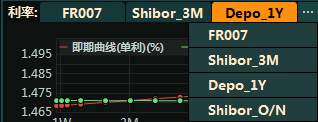 利率: FR007 Shibor_3M Depo_1Y ...
即期曲线(单利)(%)
FR007
1.495
Shibor_3M
1.485
Depo_1Y
1.475
Shibor_O/N
1.465
1W